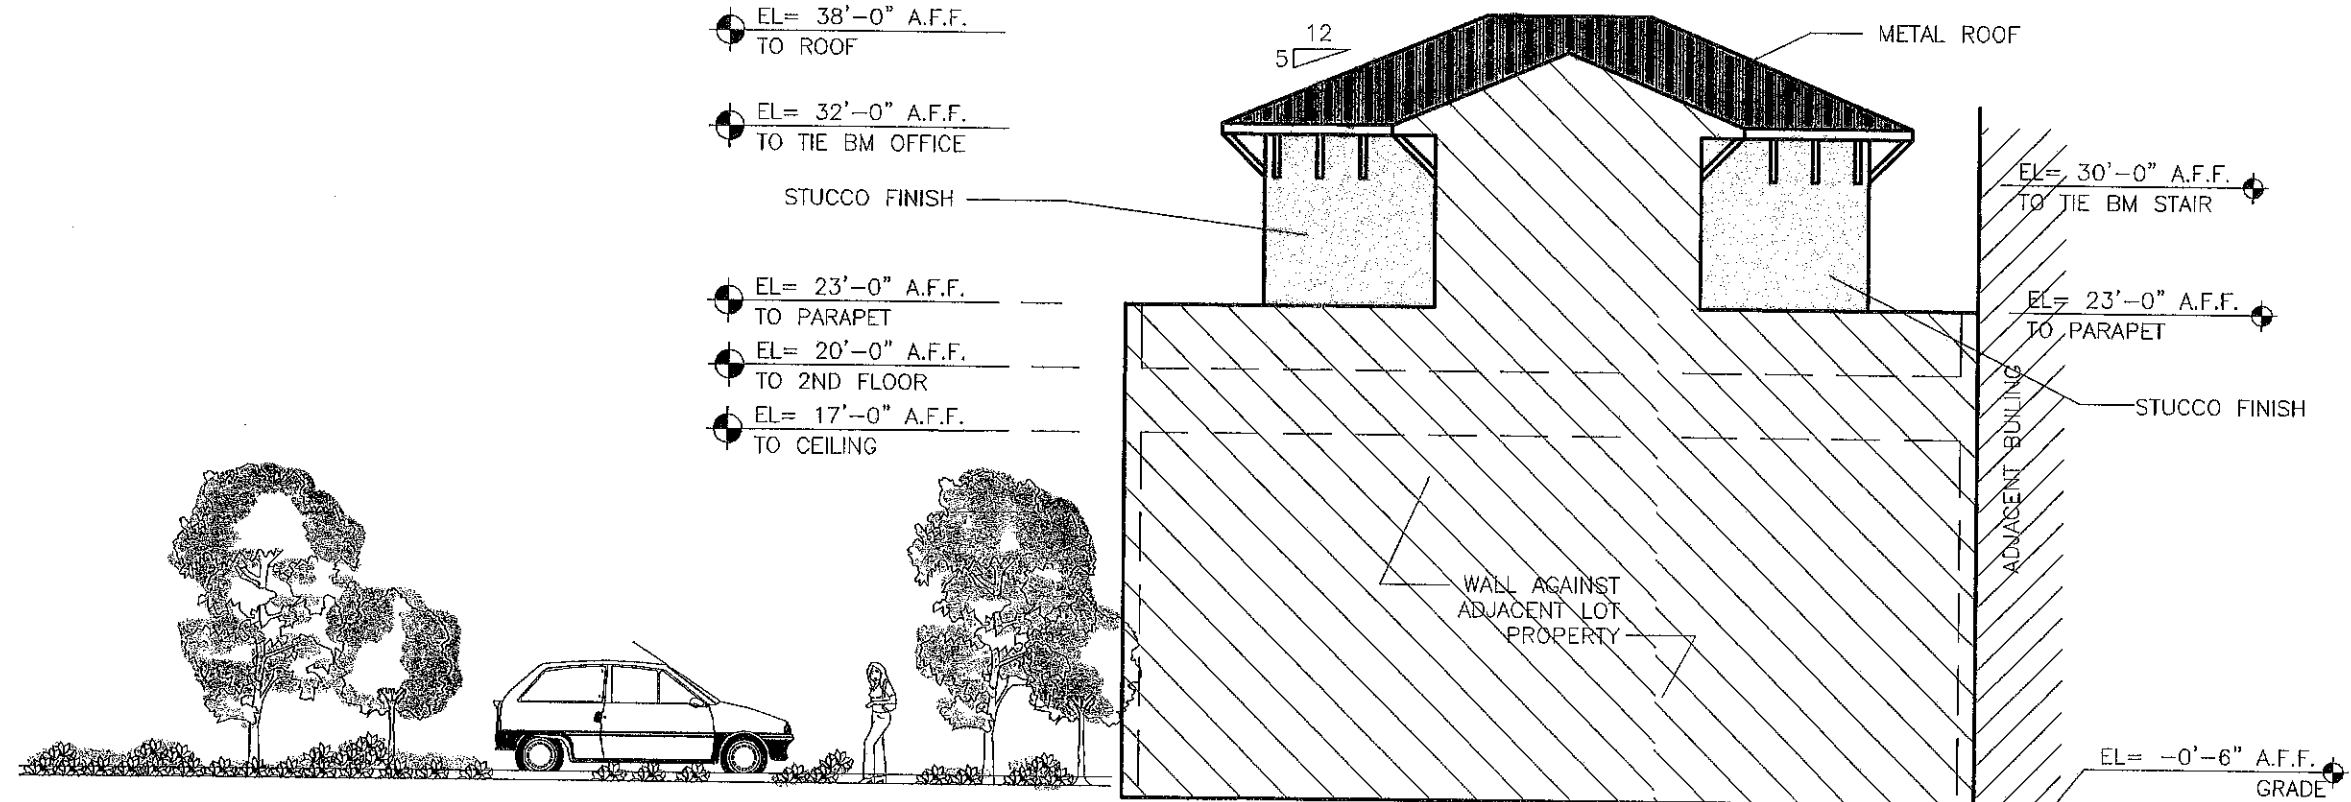 EL= 38'-0" A.F.F.
TO ROOF
12
5
METAL ROOF
EL= 32'-0" A.F.F.
TO TIE BM OFFICE
EL= 30'-0" A.F.F.
TO TIE BM STAIR
STUCCO FINISH
EL= 23'-0" A.F.F.
TO PARAPET
EL= 23'-0" A.F.F.
TO PARAPET
EL= 20'-0" A.F.F.
TO 2ND FLOOR
EL= 17'-0" A.F.F.
TO CEILING
STUCCO FINISH
ADJACENT BUILING
WALL AGAINST
ADJACENT LOT
PROPERTY
EL= -0'-6" A.F.F.
GRADE